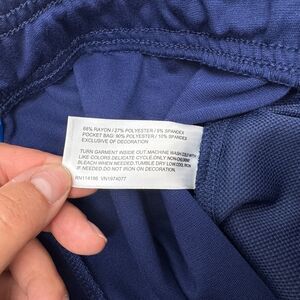 68% RAYON / 27% POLYESTER / 5% SPANDEX
POCKET BAG: 90% POLYESTER / 10% SPANDEX
EXCLUSIVE OF DECORATION
TURN GARMENT INSIDE OUT.MACHINE WASH COLD WITH
LIKE COLORS DELICATE CYCLE.ONLY NON-CHLORINE
BLEACH WHEN NEEDED.TUMBLE DRY LOW.COOL IRON
IF NEEDED.DO NOT IRON ON DECORATION
RN114186 VN1974077